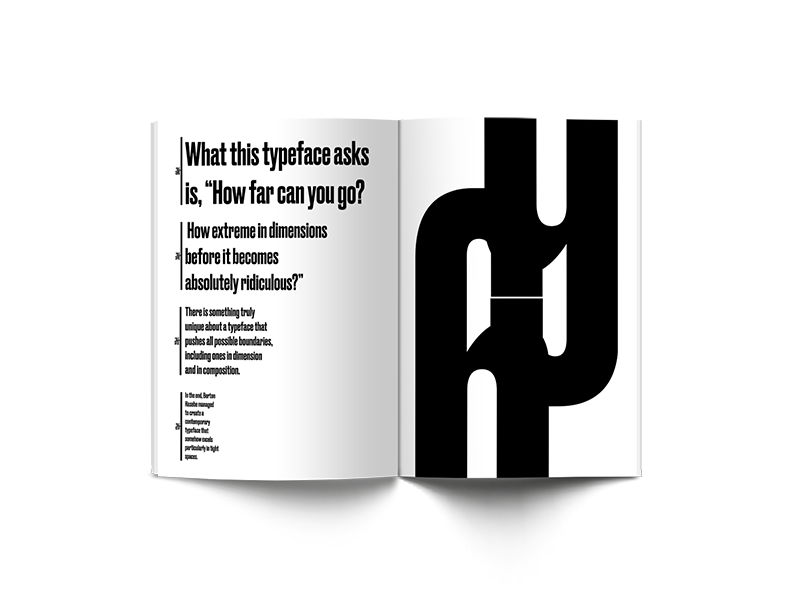 What this typeface asks
is, “How far can you go?
How extreme in dimensions
before it becomes
absolutely ridiculous?”
There is something truly
unique about a typeface that
pushes all possible boundaries,
including ones in dimension
and in composition.
In the end, Berton
Hasebe managed
to create a
contemporary
typeface that
somehow excels
particularly in tight
spaces.